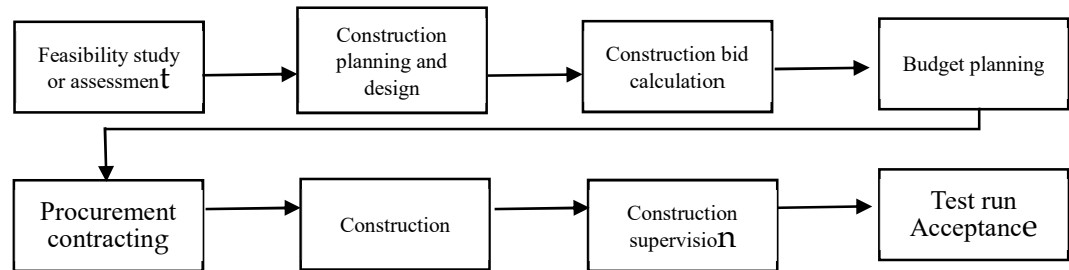 Feasibility study
or assessment
Construction
planning and
design
Construction bid
calculation
Budget planning
Procurement
contracting
Construction
Construction
supervision
Test run
Acceptance